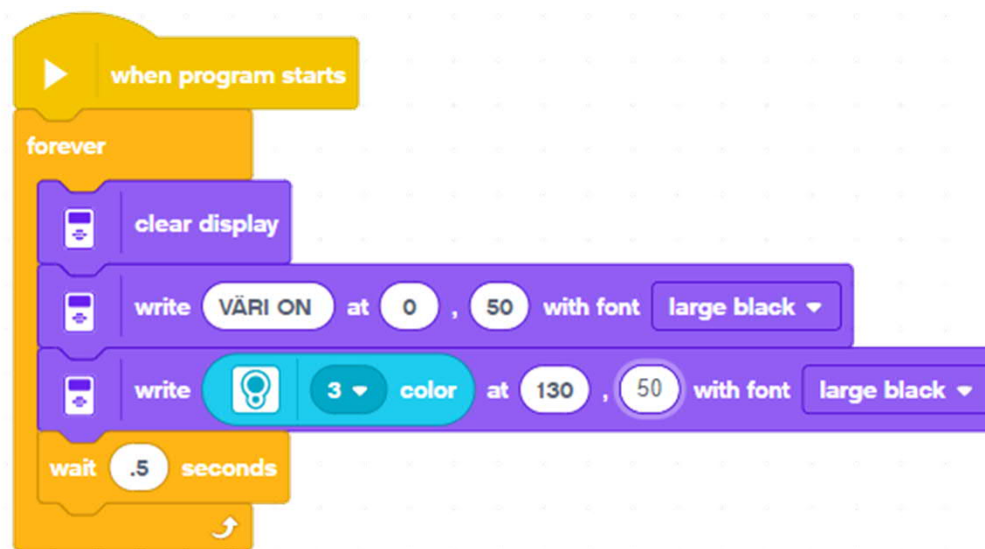 when program starts
forever
clear display
write VÄRI ON at 0 , 50 with font large black
write 3 color at 130 , 50 with font large black
wait .5 seconds